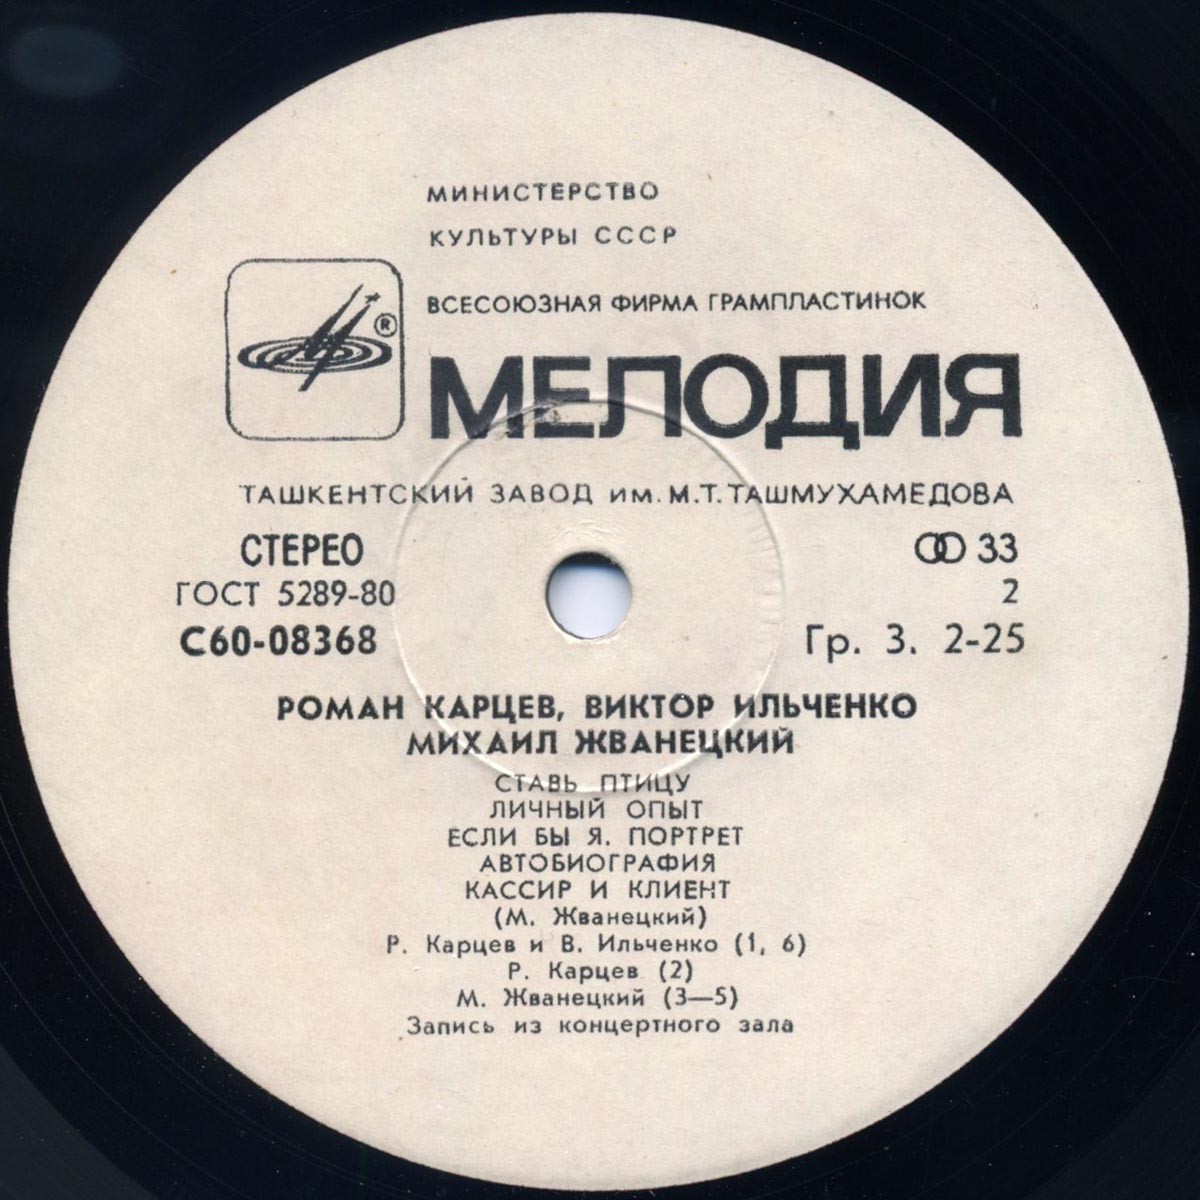 МИНИСТЕРСТВО
КУЛЬТУРЫ СССР
ВСЕСОЮЗНАЯ ФИРМА ГРАМПЛАСТИНОК
®
МЕЛОДИЯ
ТАШКЕНТСКИЙ ЗАВОД им. М.Т. ТАШМУХАМЕДОВА
СТЕРЕО 33
ГОСТ 5289-80 2
С60-08368 Гр. 3. 2-25
РОМАН КАРЦЕВ, ВИКТОР ИЛЬЧЕНКО
МИХАИЛ ЖВАНЕЦКИЙ
СТАВЬ ПТИЦУ
ЛИЧНЫЙ ОПЫТ
ЕСЛИ БЫ Я. ПОРТРЕТ
АВТОБИОГРАФИЯ
КАССИР И КЛИЕНТ
(М. Жванецкий)
Р. Карцев и В. Ильченко (1, 6)
Р. Карцев (2)
М. Жванецкий (3—5)
Запись из концертного зала